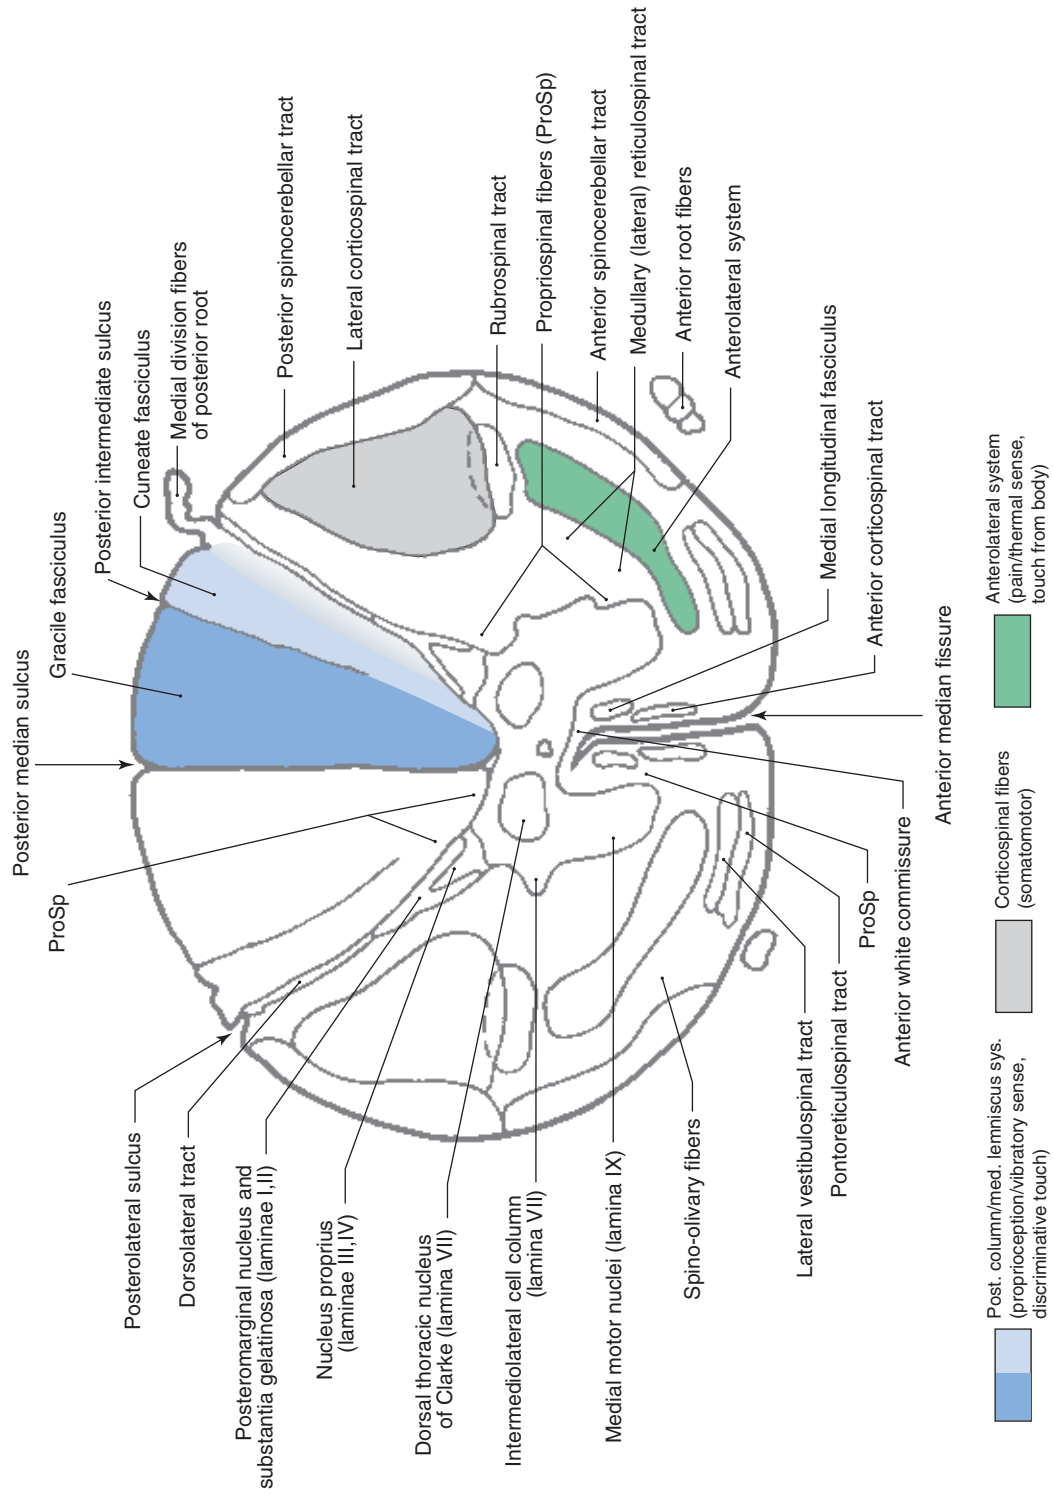 Posterior median sulcus
Gracile fasciculus
Posterior intermediate sulcus
Cuneate fasciculus
Medial division fibers
of posterior root
Posterior spinocerebellar tract
Lateral corticospinal tract
Rubrospinal tract
Propriospinal fibers (ProSp)
Anterior spinocerebellar tract
Medullary (lateral) reticulospinal tract
Anterior root fibers
Anterolateral system
Medial longitudinal fasciculus
Anterior corticospinal tract
Anterior median fissure
ProSp
Posterolateral sulcus
Dorsolateral tract
Posteromarginal nucleus and
substantia gelatinosa (laminae I,II)
Nucleus proprius
(laminae III,IV)
Dorsal thoracic nucleus
of Clarke (lamina VII)
Intermediolateral cell column
(lamina VII)
Medial motor nuclei (lamina IX)
Spino-olivary fibers
Lateral vestibulospinal tract
Pontoreticulospinal tract
ProSp
Anterior white commissure
Post. column/med. lemniscus sys.
(proprioception/vibratory sense,
discriminative touch)
Corticospinal fibers
(somatomotor)
Anterolateral system
(pain/thermal sense,
touch from body)